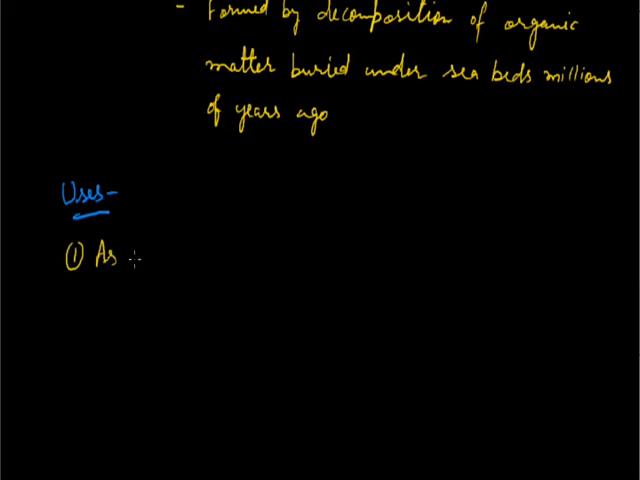 - Formed by decomposition of organic
matter buried under sea beds millions
of years ago
Uses-
① As